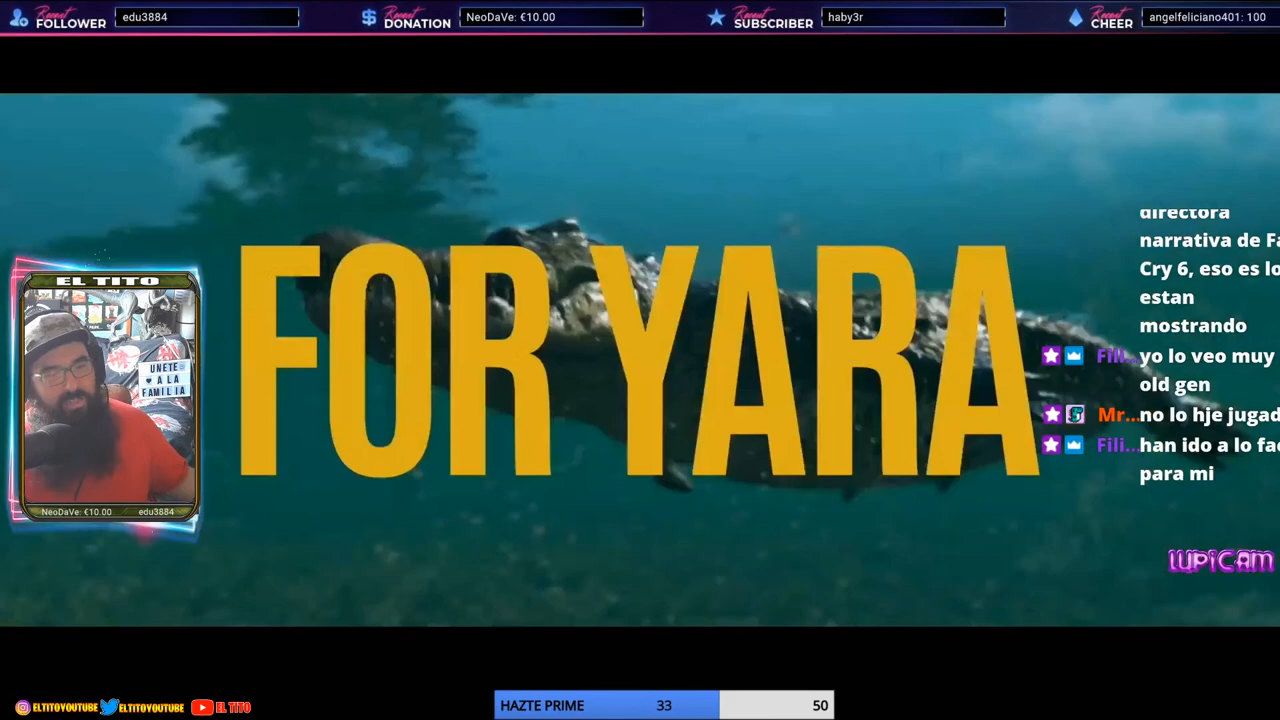 Recent FOLLOWER edu3884
Recent DONATION NeoDaVe: €10.00
Recent SUBSCRIBER haby3r
Recent CHEER angelfeliciano401: 100
FOR YARA
EL TITO
UNETE
A LA
FAMILIA
NeoDaVe: €10.00 edu3884
directora
narrativa de Fa
Cry 6, eso es lo
estan
mostrando
Fili... yo lo veo muy
old gen
Mr... no lo hje jugad
Fili... han ido a lo fac
para mi
LUPICAM
ELTITOYOUTUBE ELTITOYOUTUBE EL TITO
HAZTE PRIME 33 50